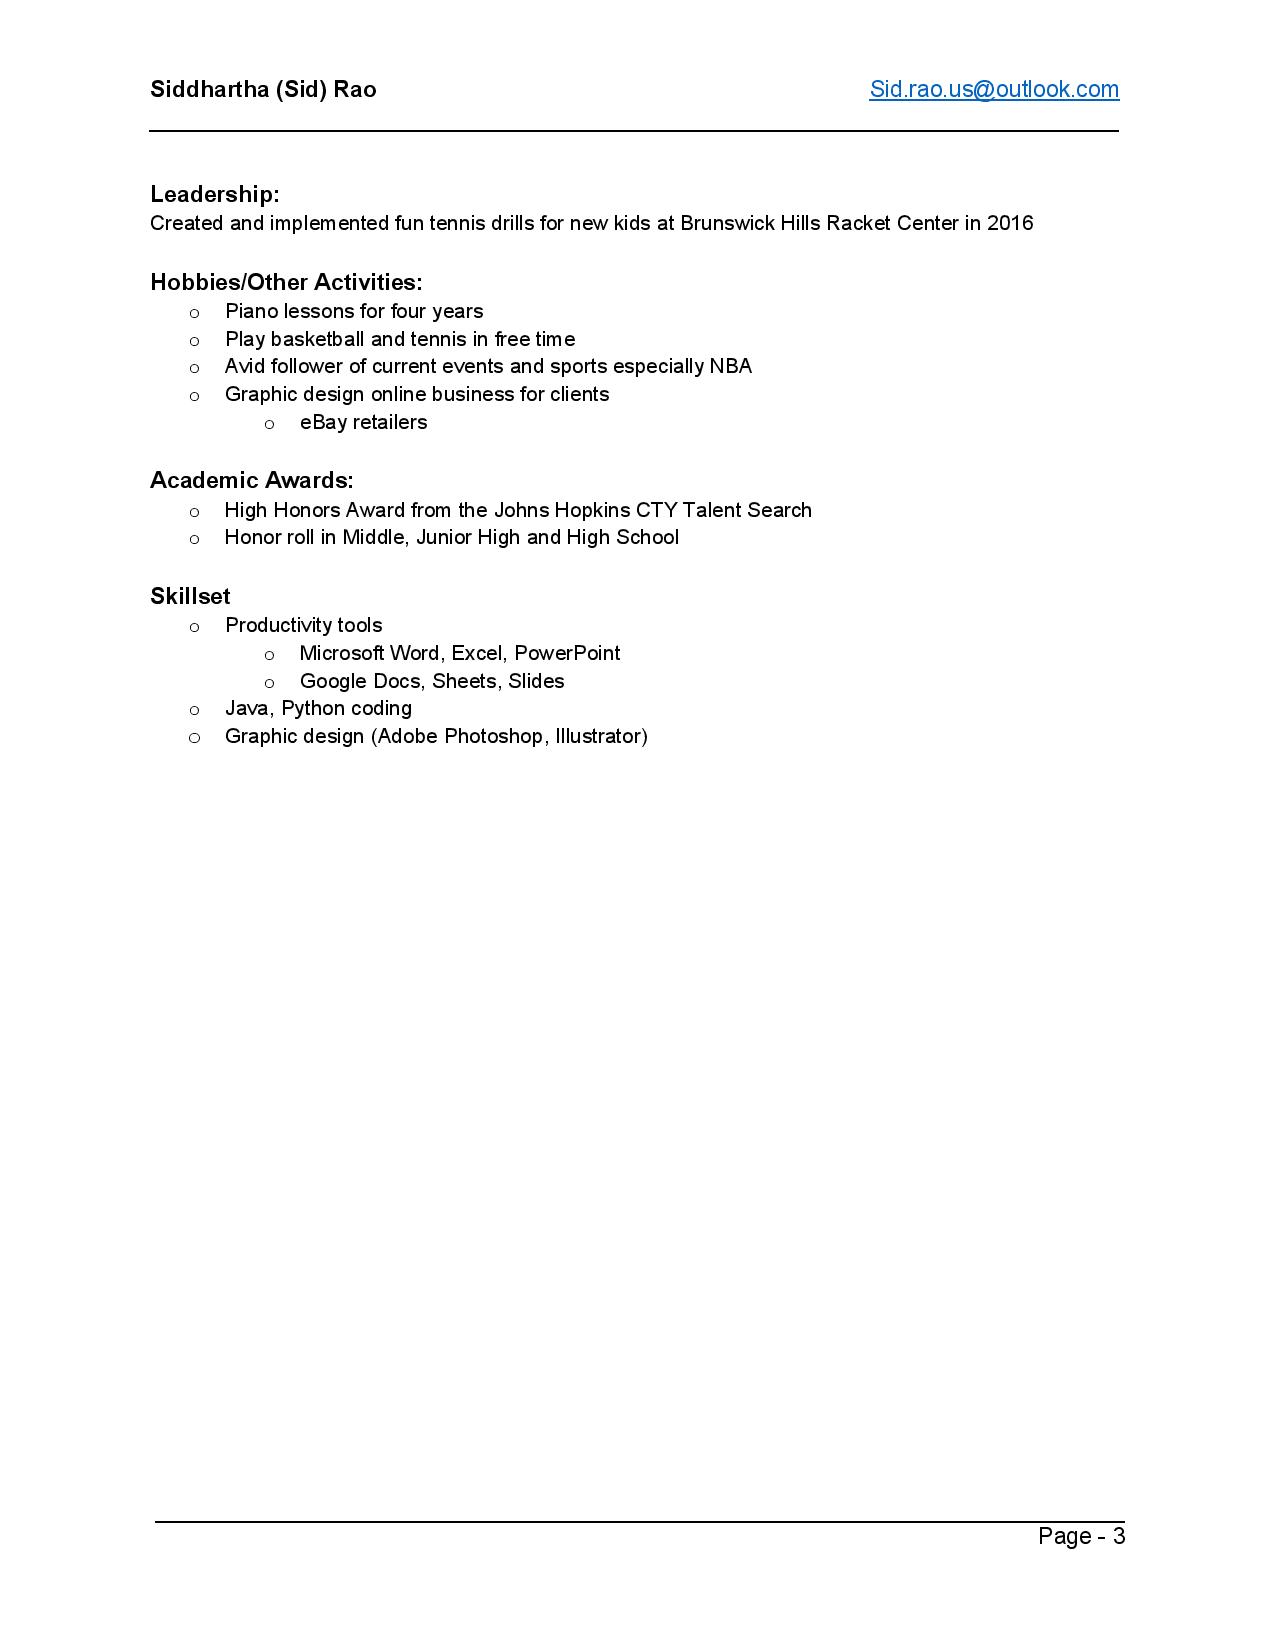 Siddhartha (Sid) Rao Sid.rao.us@outlook.com
Leadership:
Created and implemented fun tennis drills for new kids at Brunswick Hills Racket Center in 2016
Hobbies/Other Activities:
o Piano lessons for four years
o Play basketball and tennis in free time
o Avid follower of current events and sports especially NBA
o Graphic design online business for clients
o eBay retailers
Academic Awards:
o High Honors Award from the Johns Hopkins CTY Talent Search
o Honor roll in Middle, Junior High and High School
Skillset
o Productivity tools
o Microsoft Word, Excel, PowerPoint
o Google Docs, Sheets, Slides
o Java, Python coding
o Graphic design (Adobe Photoshop, Illustrator)
Page - 3